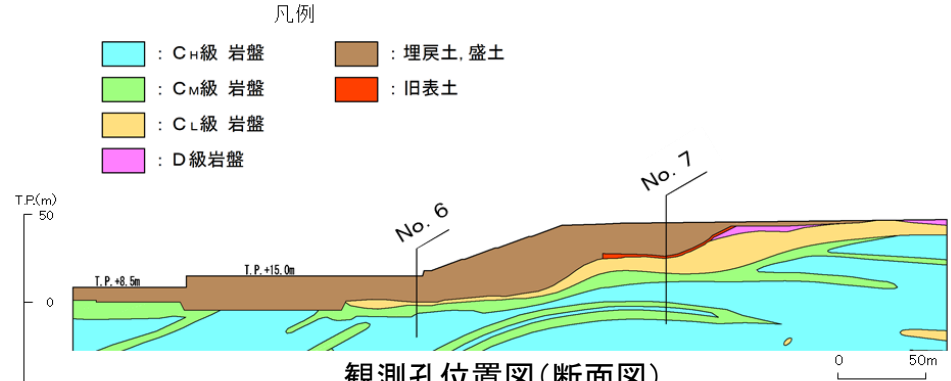 凡例
：CH級 岩盤
：CM級 岩盤
：CL級 岩盤
：D級岩盤
：埋戻土, 盛土
：旧表土
T.P.(m)
50
0
T.P.+8.5m
T.P.+15.0m
No. 6
No. 7
0 50m
観測孔位置図(断面図)